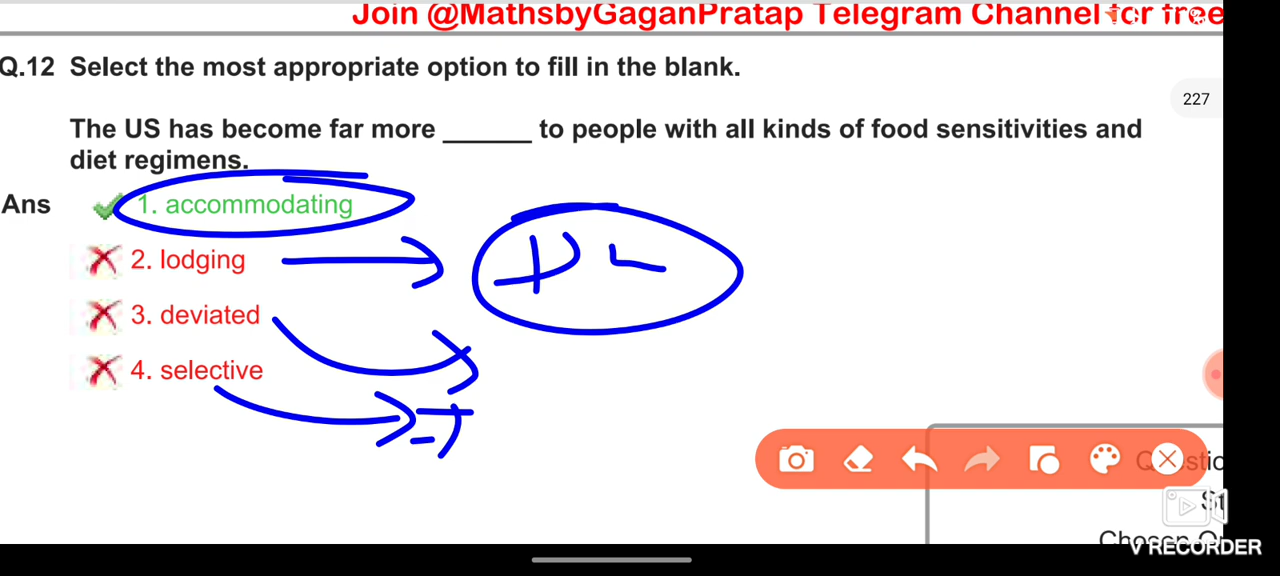 Join @MathsbyGaganPratap Telegram Channel for free
227
Q.12 Select the most appropriate option to fill in the blank.
The US has become far more ______ to people with all kinds of food sensitivities and
diet regimens.
Ans 1. accommodating
2. lodging
3. deviated
4. selective
V RECORDER